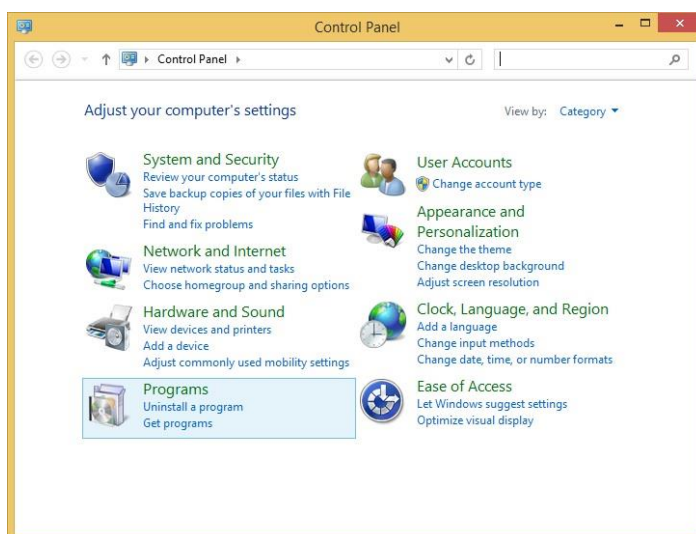 Control Panel
Control Panel
Adjust your computer's settings
View by: Category
System and Security
Review your computer's status
Save backup copies of your files with File
History
Find and fix problems
Network and Internet
View network status and tasks
Choose homegroup and sharing options
Hardware and Sound
View devices and printers
Add a device
Adjust commonly used mobility settings
Programs
Uninstall a program
Get programs
User Accounts
Change account type
Appearance and
Personalization
Change the theme
Change desktop background
Adjust screen resolution
Clock, Language, and Region
Add a language
Change input methods
Change date, time, or number formats
Ease of Access
Let Windows suggest settings
Optimize visual display